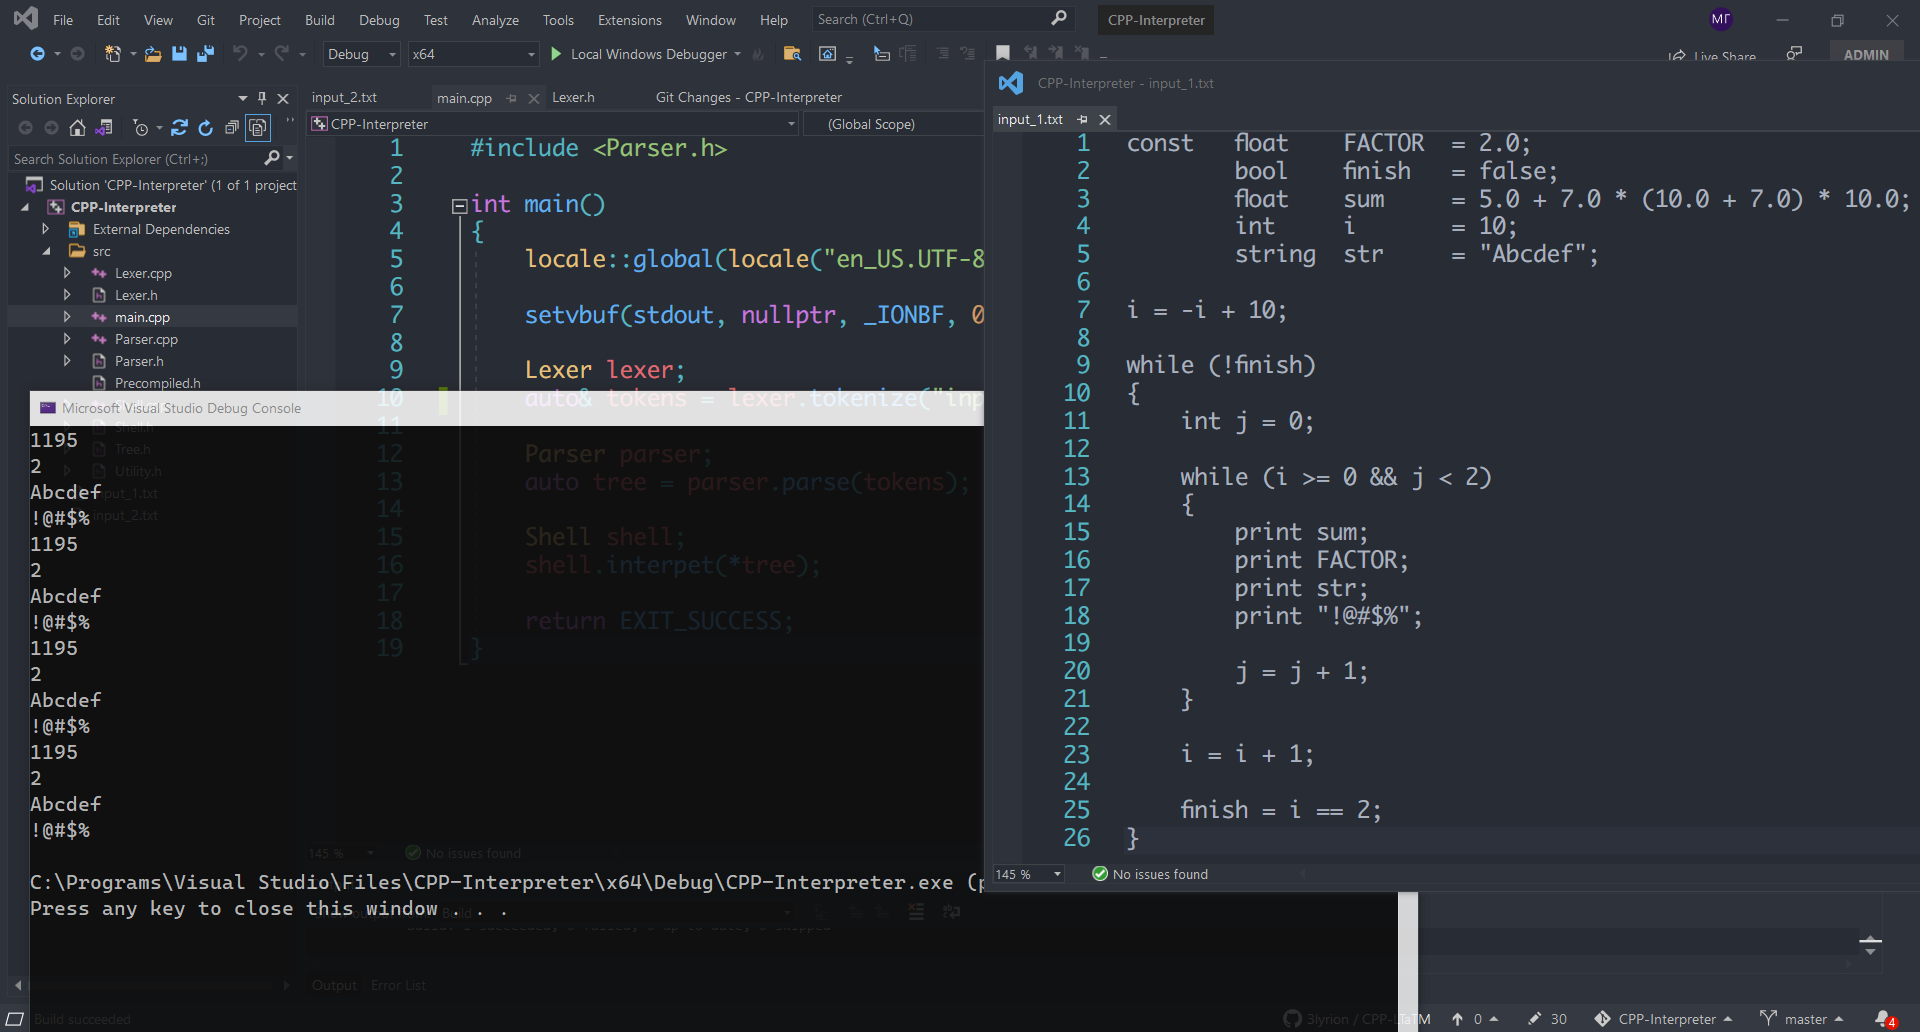 File Edit View Git Project Build Debug Test Analyze Tools Extensions Window Help Search (Ctrl+Q) CPP-Interpreter МГ
Debug x64 Local Windows Debugger Live Share ADMIN
Solution Explorer
Search Solution Explorer (Ctrl+;)
Solution 'CPP-Interpreter' (1 of 1 project
CPP-Interpreter
External Dependencies
src
Lexer.cpp
Lexer.h
main.cpp
Parser.cpp
Parser.h
Precompiled.h
Shell.h
Tree.h
Utility.h
input_1.txt
input_2.txt
input_2.txt main.cpp Lexer.h Git Changes - CPP-Interpreter
CPP-Interpreter (Global Scope)
1 #include <Parser.h>
2
3 int main()
4 {
5 locale::global(locale("en_US.UTF-8
6
7 setvbuf(stdout, nullptr, _IONBF, 0
8
9 Lexer lexer;
10 auto& tokens = lexer.tokenize("inp
11
12 Parser parser;
13 auto tree = parser.parse(tokens);
14
15 Shell shell;
16 shell.interpet(*tree);
17
18 return EXIT_SUCCESS;
19 }
145 % No issues found
Microsoft Visual Studio Debug Console
1195
2
Abcdef
!@#$%
1195
2
Abcdef
!@#$%
1195
2
Abcdef
!@#$%
1195
2
Abcdef
!@#$%
C:\Programs\Visual Studio\Files\CPP-Interpreter\x64\Debug\CPP-Interpreter.exe (p
Press any key to close this window . . .
CPP-Interpreter - input_1.txt
input_1.txt
1 const float FACTOR = 2.0;
2 bool finish = false;
3 float sum = 5.0 + 7.0 * (10.0 + 7.0) * 10.0;
4 int i = 10;
5 string str = "Abcdef";
6
7 i = -i + 10;
8
9 while (!finish)
10 {
11 int j = 0;
12
13 while (i >= 0 && j < 2)
14 {
15 print sum;
16 print FACTOR;
17 print str;
18 print "!@#$%";
19
20 j = j + 1;
21 }
22
23 i = i + 1;
24
25 finish = i == 2;
26 }
145 % No issues found
Build
Output Error List
Build succeeded 3lyrion / CPP- 0 30 CPP-Interpreter master 4